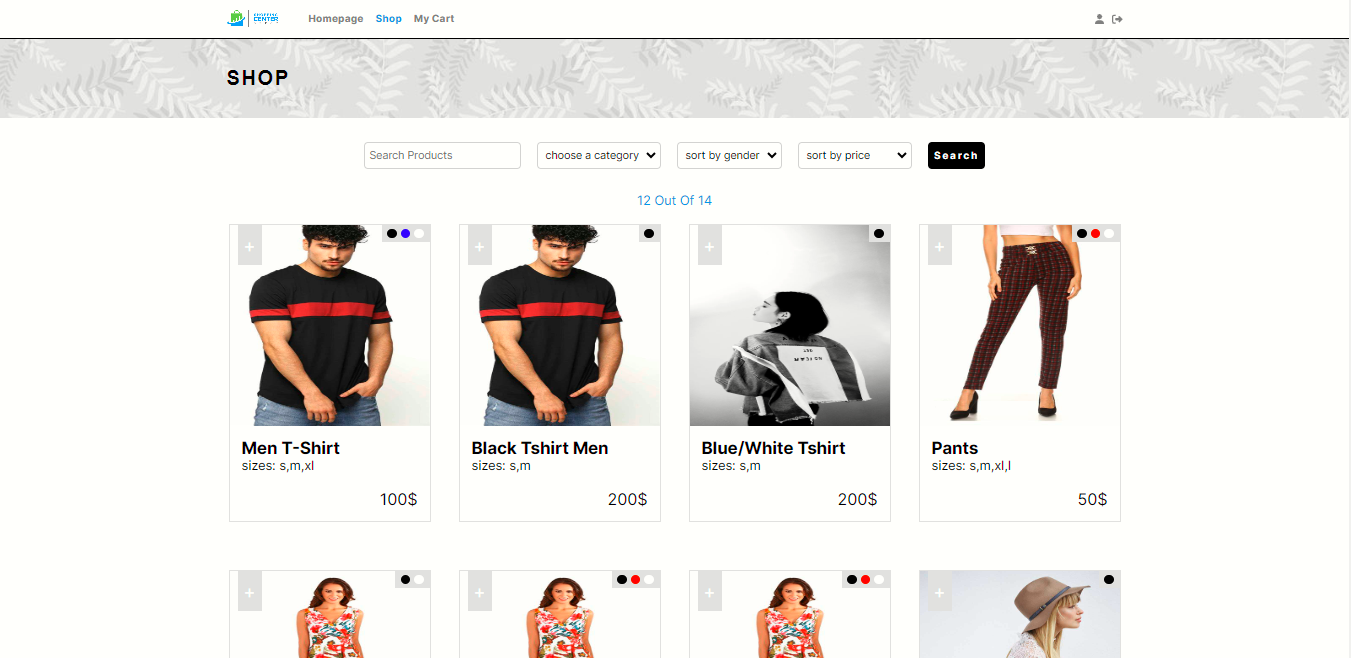 SHOPPING
CENTER
Homepage Shop My Cart
SHOP
Search Products choose a category sort by gender sort by price Search
12 Out Of 14
+ + + +
Men T-Shirt
sizes: s,m,xl
100$
Black Tshirt Men
sizes: s,m
200$
Blue/White Tshirt
sizes: s,m
200$
Pants
sizes: s,m,xl,l
50$
+ + + +